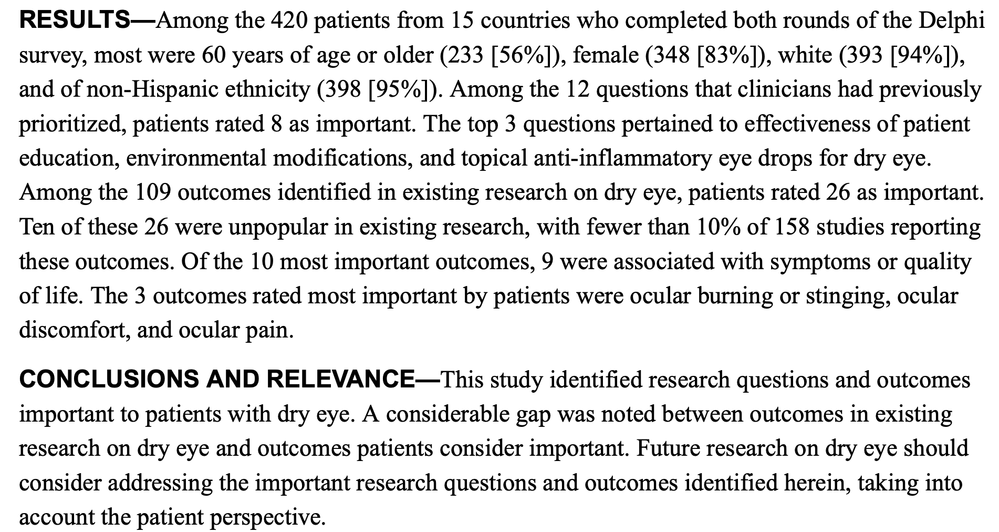 RESULTS—Among the 420 patients from 15 countries who completed both rounds of the Delphi
survey, most were 60 years of age or older (233 [56%]), female (348 [83%]), white (393 [94%]),
and of non-Hispanic ethnicity (398 [95%]). Among the 12 questions that clinicians had previously
prioritized, patients rated 8 as important. The top 3 questions pertained to effectiveness of patient
education, environmental modifications, and topical anti-inflammatory eye drops for dry eye.
Among the 109 outcomes identified in existing research on dry eye, patients rated 26 as important.
Ten of these 26 were unpopular in existing research, with fewer than 10% of 158 studies reporting
these outcomes. Of the 10 most important outcomes, 9 were associated with symptoms or quality
of life. The 3 outcomes rated most important by patients were ocular burning or stinging, ocular
discomfort, and ocular pain.
CONCLUSIONS AND RELEVANCE—This study identified research questions and outcomes
important to patients with dry eye. A considerable gap was noted between outcomes in existing
research on dry eye and outcomes patients consider important. Future research on dry eye should
consider addressing the important research questions and outcomes identified herein, taking into
account the patient perspective.